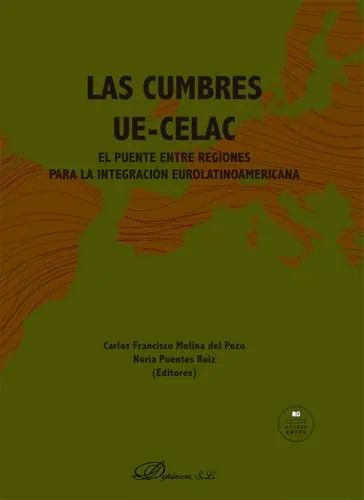 LAS CUMBRES
UE-CELAC
EL PUENTE ENTRE REGIONES
PARA LA INTEGRACIÓN EUROLATINOAMERICANA
Carlos Francisco Molina del Pozo
Nuria Puentes Ruiz
(Editores)
Dykinson, S.L.